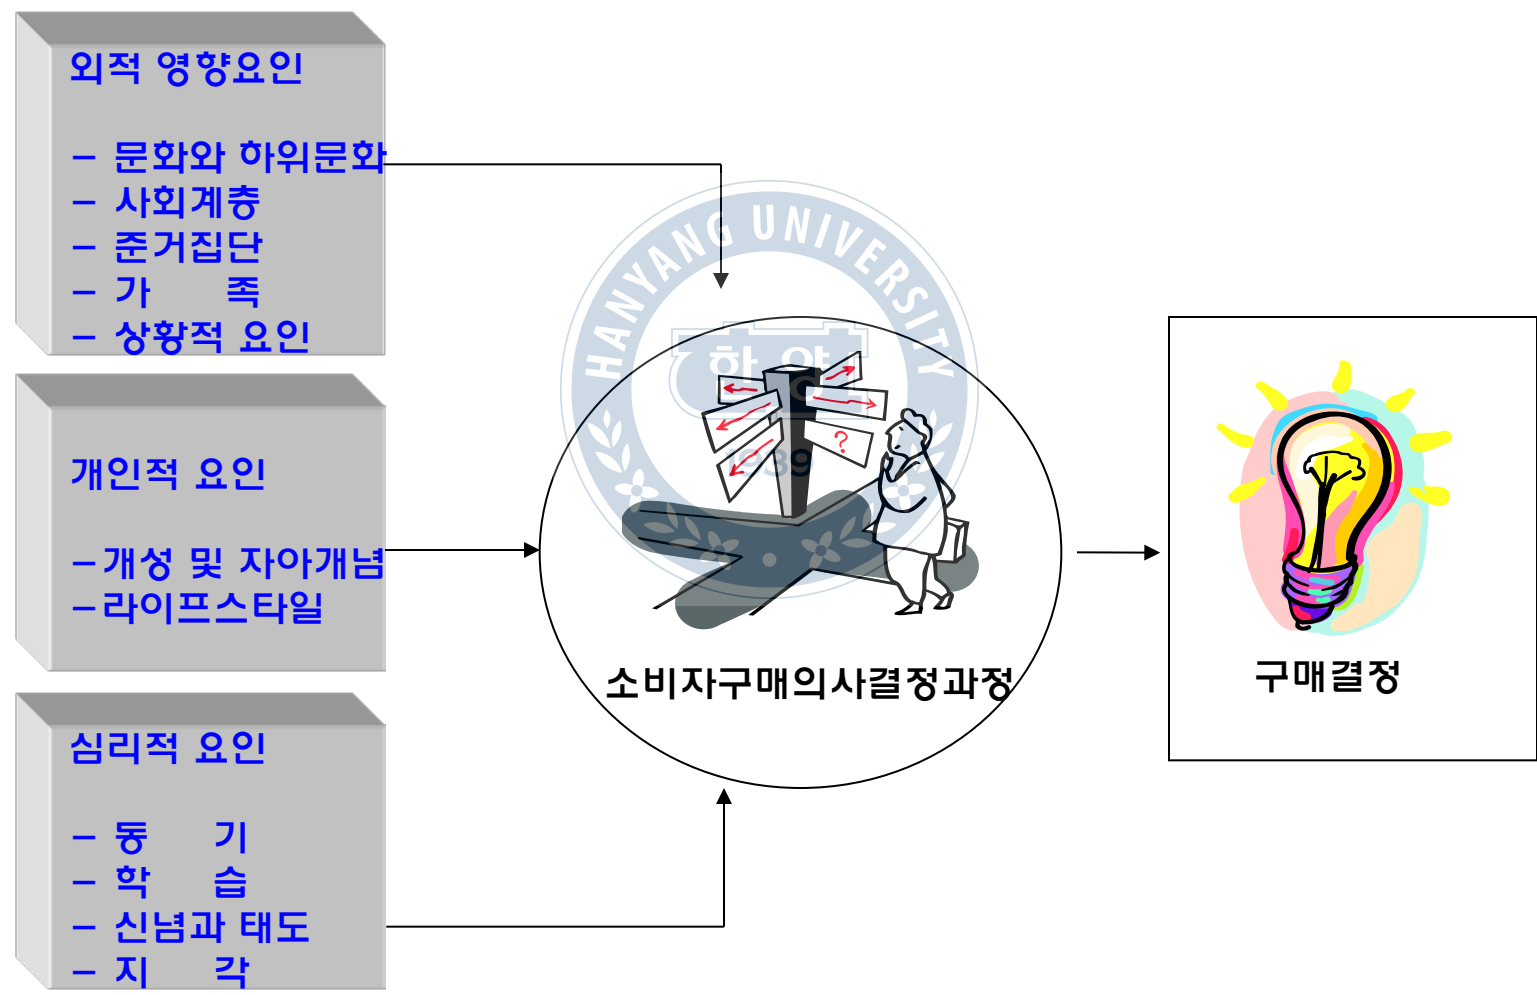 외적 영향요인
- 문화와 하위문화
- 사회계층
- 준거집단
- 가 족
- 상황적 요인
개인적 요인
-개성 및 자아개념
-라이프스타일
심리적 요인
- 동 기
- 학 습
- 신념과 태도
- 지 각
HANYANG UNIVERSITY
한양
?
1939
소비자구매의사결정과정
구매결정